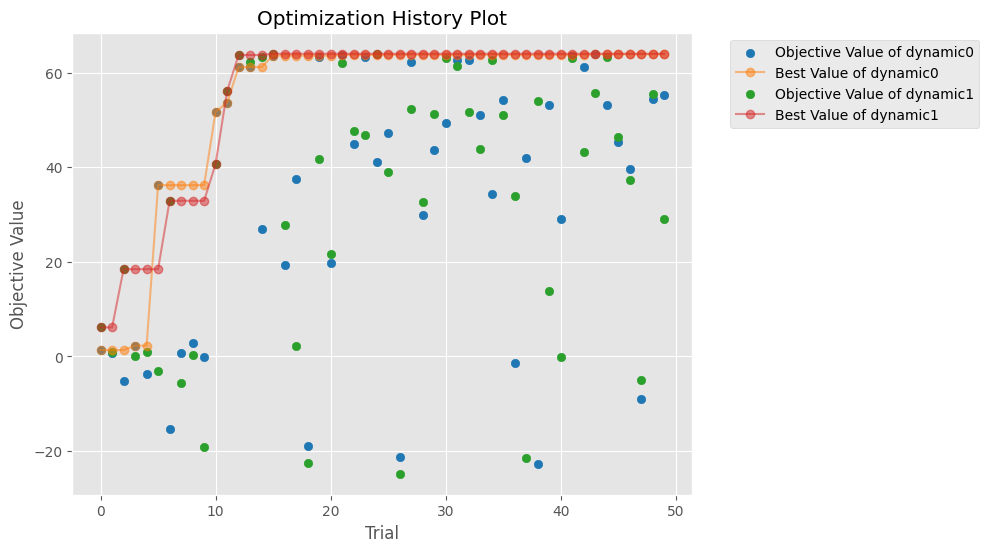 Optimization History Plot
Objective Value
60
40
20
0
−20
0
10
20
30
40
50
Trial
Objective Value of dynamic0
Best Value of dynamic0
Objective Value of dynamic1
Best Value of dynamic1